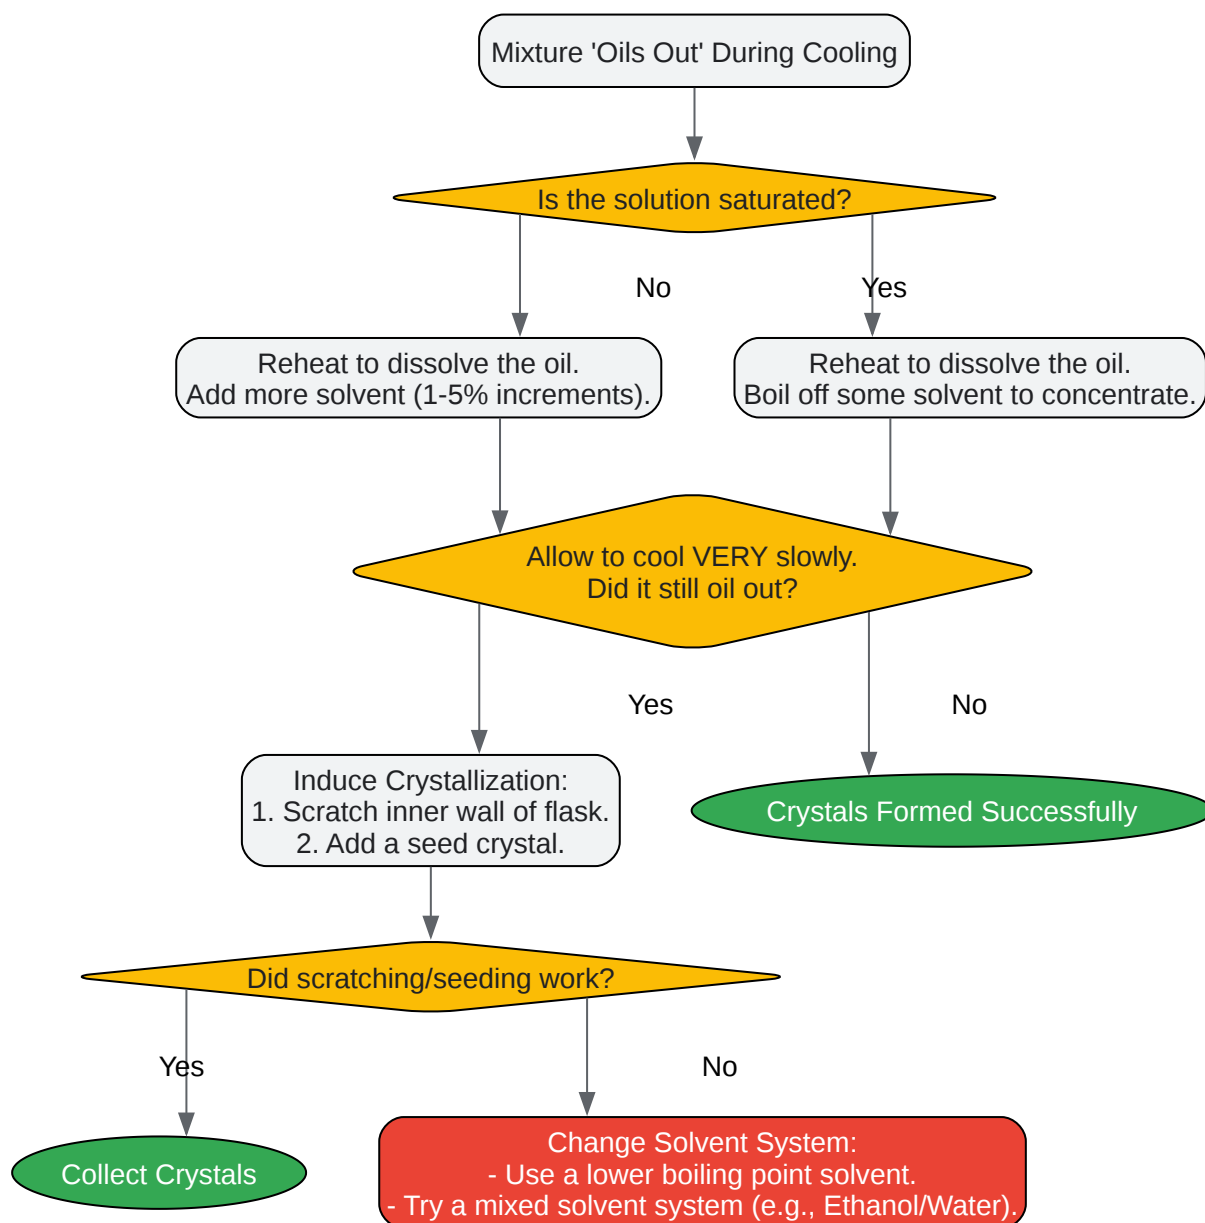 Mixture 'Oils Out' During Cooling
Is the solution saturated?
No
Yes
Reheat to dissolve the oil.
Add more solvent (1-5% increments).
Reheat to dissolve the oil.
Boil off some solvent to concentrate.
Allow to cool VERY slowly.
Did it still oil out?
Yes
No
Induce Crystallization:
1. Scratch inner wall of flask.
2. Add a seed crystal.
Crystals Formed Successfully
Did scratching/seeding work?
Yes
No
Collect Crystals
Change Solvent System:
- Use a lower boiling point solvent.
- Try a mixed solvent system (e.g., Ethanol/Water).